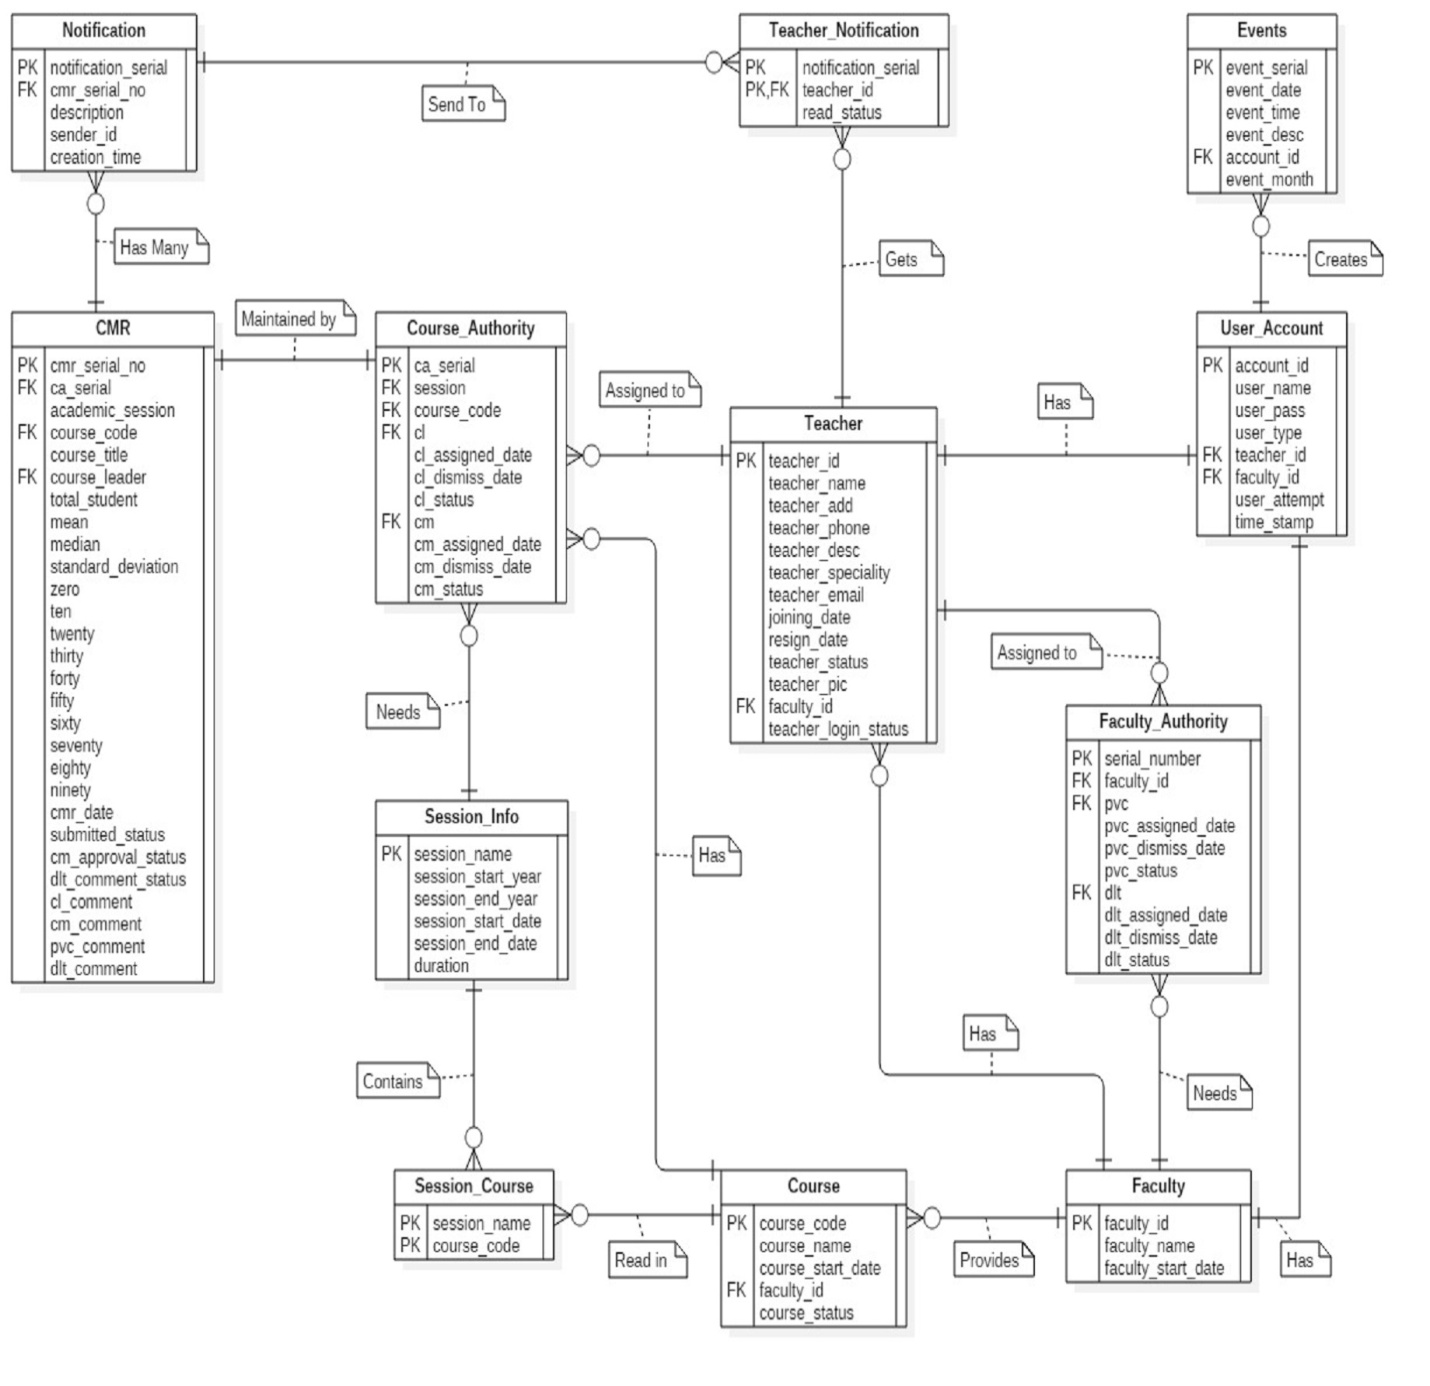 Notification
PK notification_serial
FK cmr_serial_no
description
sender_id
creation_time
Send To
Teacher_Notification
PK notification_serial
PK,FK teacher_id
read_status
Events
PK event_serial
event_date
event_time
event_desc
FK account_id
event_month
Has Many
Gets
Creates
CMR
PK cmr_serial_no
FK ca_serial
academic_session
FK course_code
course_title
FK course_leader
total_student
mean
median
standard_deviation
zero
ten
twenty
thirty
forty
fifty
sixty
seventy
eighty
ninety
cmr_date
submitted_status
cm_approval_status
dlt_comment_status
cl_comment
cm_comment
pvc_comment
dlt_comment
Maintained by
Course_Authority
PK ca_serial
FK session
FK course_code
FK cl
cl_assigned_date
cl_dismiss_date
cl_status
FK cm
cm_assigned_date
cm_dismiss_date
cm_status
Assigned to
Teacher
PK teacher_id
teacher_name
teacher_add
teacher_phone
teacher_desc
teacher_speciality
teacher_email
joining_date
resign_date
teacher_status
teacher_pic
FK faculty_id
teacher_login_status
Has
User_Account
PK account_id
user_name
user_pass
user_type
FK teacher_id
FK faculty_id
user_attempt
time_stamp
Assigned to
Faculty_Authority
PK serial_number
FK faculty_id
FK pvc
pvc_assigned_date
pvc_dismiss_date
pvc_status
FK dlt
dlt_assigned_date
dlt_dismiss_date
dlt_status
Needs
Session_Info
PK session_name
session_start_year
session_end_year
session_start_date
session_end_date
duration
Has
Has
Needs
Contains
Session_Course
PK session_name
PK course_code
Read in
Course
PK course_code
course_name
course_start_date
FK faculty_id
course_status
Provides
Faculty
PK faculty_id
faculty_name
faculty_start_date
Has